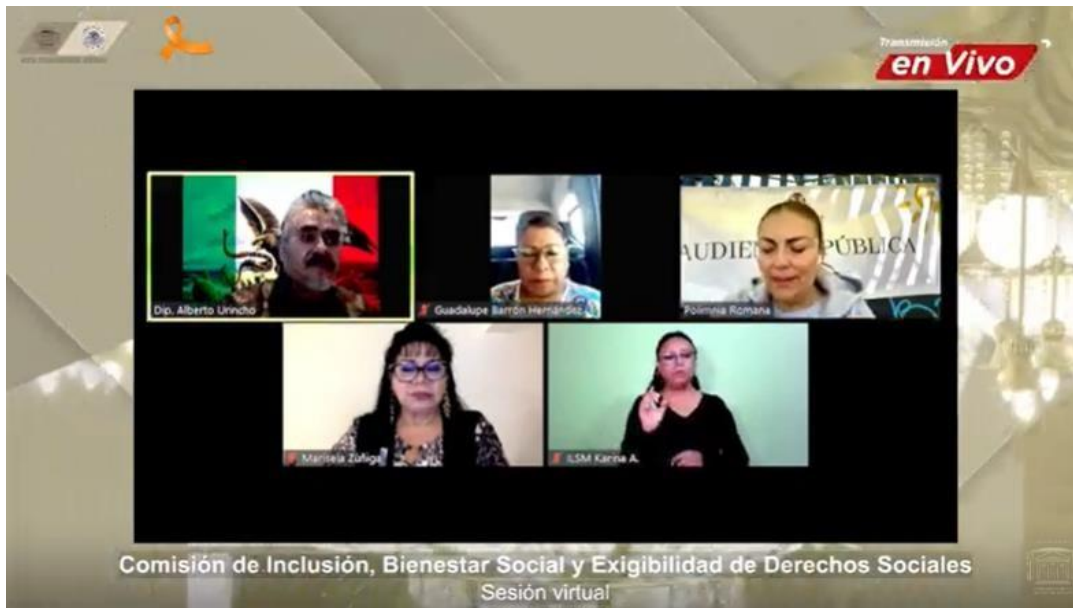 Transmisión
en Vivo
AUDIEN PÚBLICA
Dip. Alberto Urincho
Guadalupe Barrón Hernández
Polimnia Romana
Marisela Zúñiga
ILSM Karina A.
Comisión de Inclusión, Bienestar Social y Exigibilidad de Derechos Sociales
Sesión virtual